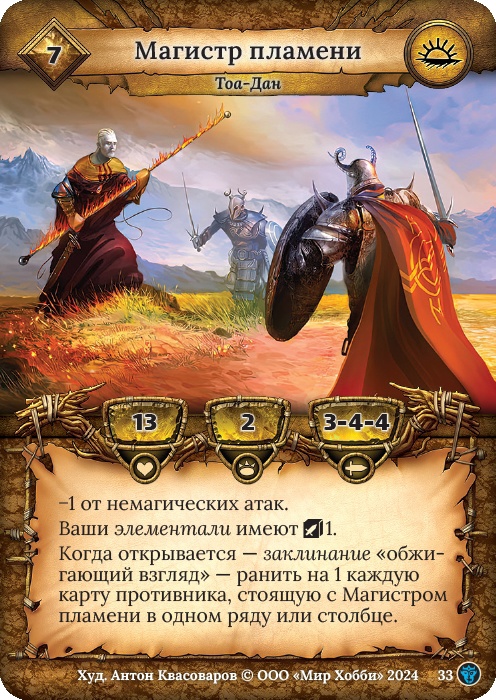 7
Магистр пламени
Тоа-Дан
13
2
3-4-4
−1 от немагических атак.
Ваши элементали имеют 1.
Когда открывается — заклинание «обжи-
гающий взгляд» — ранить на 1 каждую
карту противника, стоящую с Магистром
пламени в одном ряду или столбце.
Худ. Антон Квасоваров © ООО «Мир Хобби» 2024
33